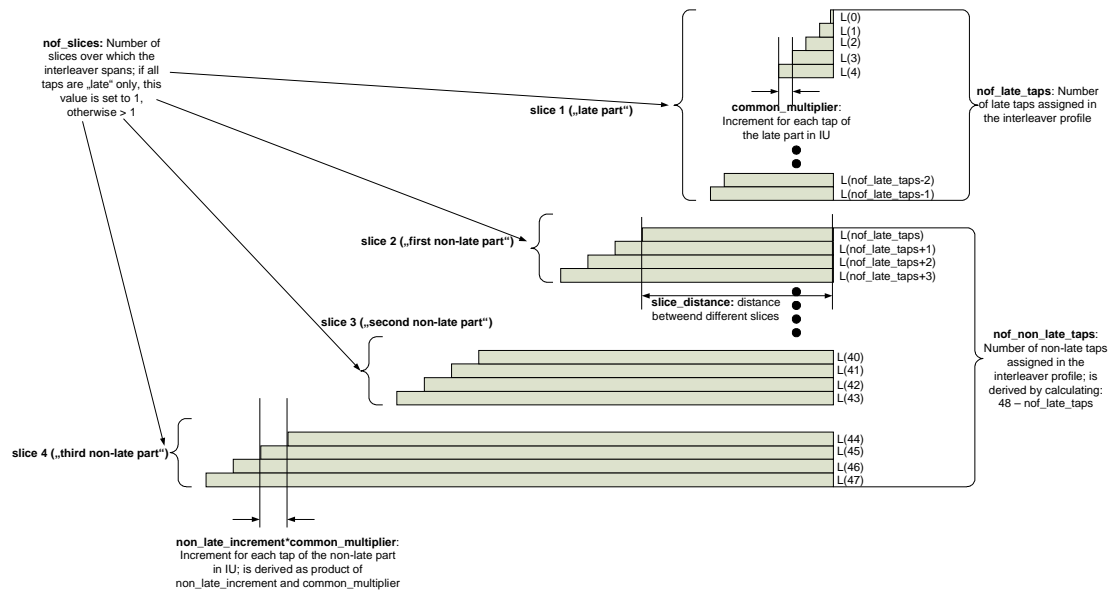 nof_slices: Number of
slices over which the
interleaver spans; if all
taps are „late“ only, this
value is set to 1,
otherwise > 1
slice 1 („late part“)
L(0)
L(1)
L(2)
L(3)
L(4)
common_multiplier:
Increment for each tap of
the late part in IU
L(nof_late_taps-2)
L(nof_late_taps-1)
nof_late_taps: Number
of late taps assigned in
the interleaver profile
slice 2 („first non-late part“)
L(nof_late_taps)
L(nof_late_taps+1)
L(nof_late_taps+2)
L(nof_late_taps+3)
slice_distance: distance
betweend different slices
slice 3 („second non-late part“)
L(40)
L(41)
L(42)
L(43)
nof_non_late_taps:
Number of non-late taps
assigned in the
interleaver profile; is
derived by calculating:
48 – nof_late_taps
slice 4 („third non-late part“)
L(44)
L(45)
L(46)
L(47)
non_late_increment*common_multiplier:
Increment for each tap of the non-late part
in IU; is derived as product of
non_late_increment and common_multiplier